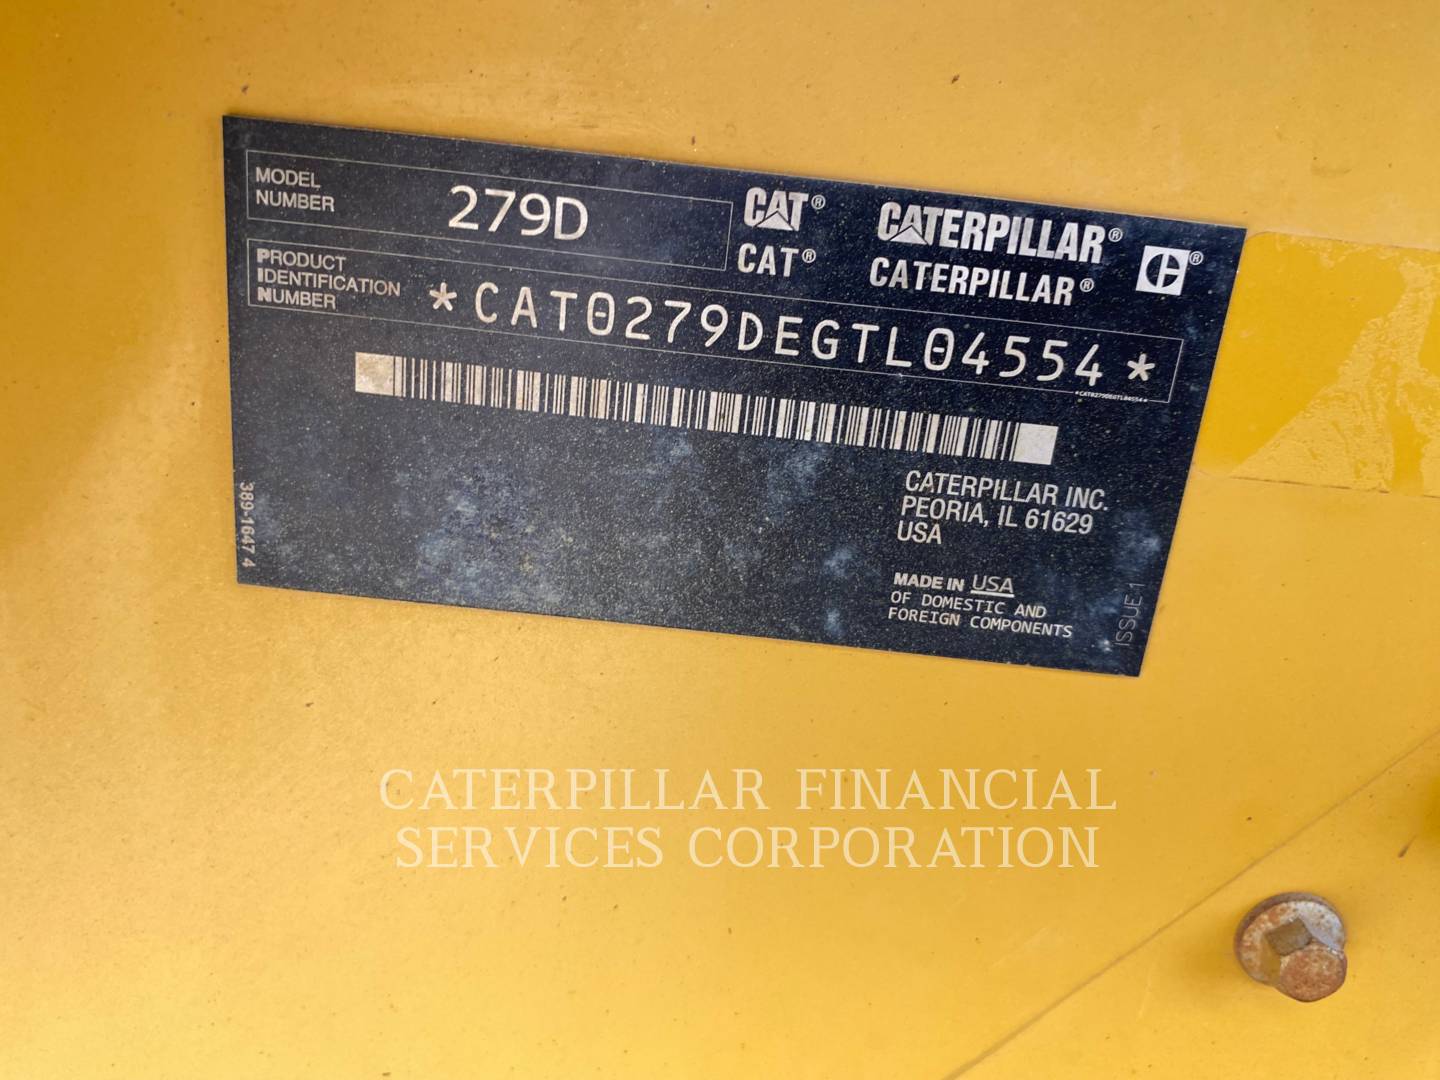 MODEL
NUMBER
279D
CAT®
CAT®
CATERPILLAR®
CATERPILLAR®
C®
PRODUCT
IDENTIFICATION
NUMBER
*CAT0279DEGTL04554*
*CAT0279DEGTL04554*
CATERPILLAR INC.
PEORIA, IL 61629
USA
MADE IN USA
OF DOMESTIC AND
FOREIGN COMPONENTS
389-1647 4
ISSUE 1
CATERPILLAR FINANCIAL
SERVICES CORPORATION